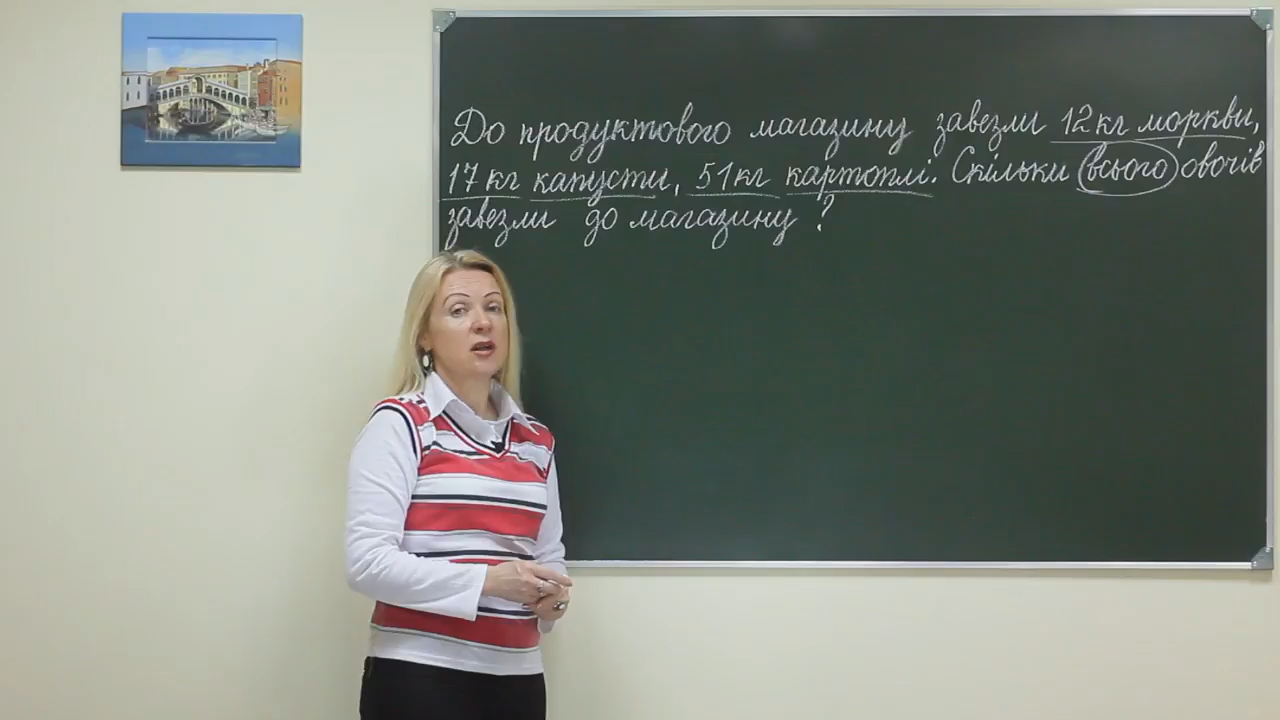 До продуктового магазину завезли 12 кг моркви,
17 кг капусти, 51 кг картоплі. Скільки всього овочів
завезли до магазину?